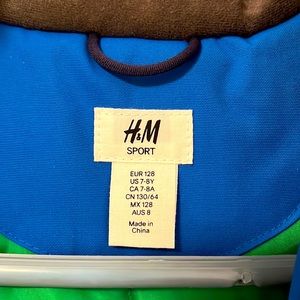 H&M
SPORT
EUR 128
US 7-8Y
CA 7-8A
CN 130/64
MX 128
AUS 8
Made in
China